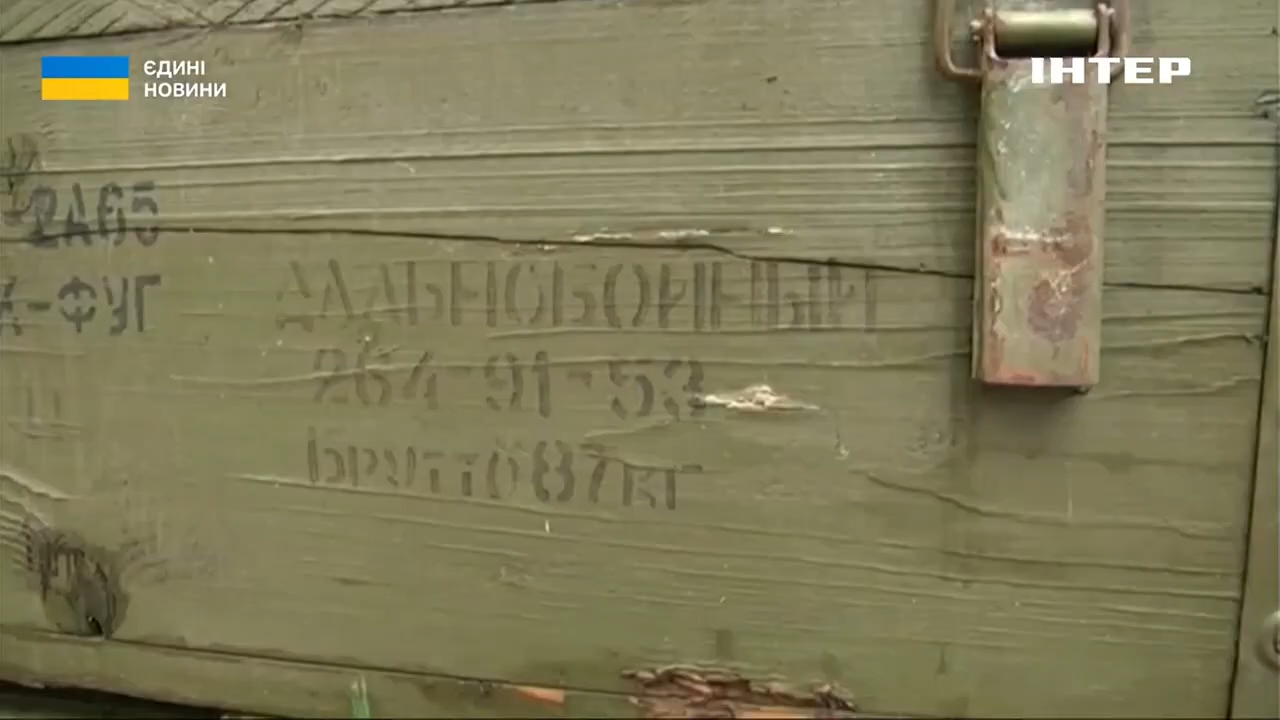 ЄДИНІ
НОВИНИ
ІНТЕР
2А65
-ФУГ
ДАЛЬНОБОЙНЫЙ
264-91-53
БРУТТО 87КГ